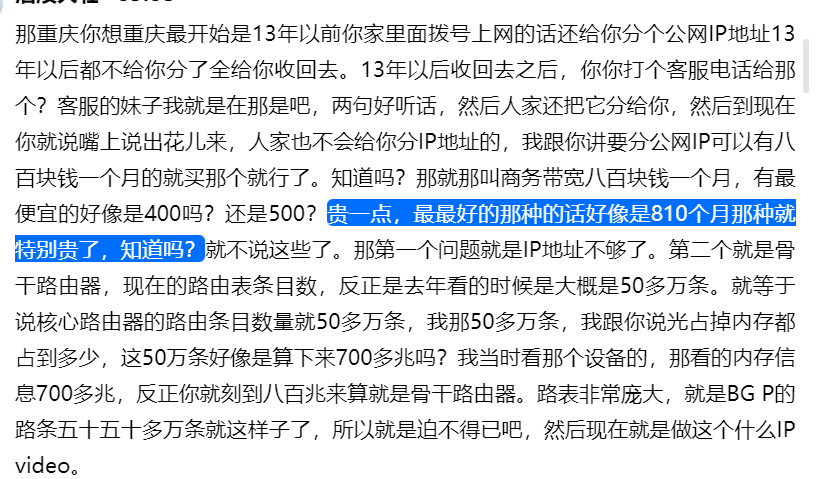 那重庆你想重庆最开始是13年以前你家里面拨号上网的话还给你分个公网IP地址13
年以后都不给你分了全给你收回去。13年以后收回去之后，你你打个客服电话给那
个？客服的妹子我就是在那是吧，两句好听话，然后人家还把它分给你，然后到现在
你就说嘴上说出花儿来，人家也不会给你分IP地址的，我跟你讲要分公网IP可以有八
百块钱一个月的就买那个就行了。知道吗？那就那叫商务带宽八百块钱一个月，有最
便宜的好像是400吗？还是500？贵一点，最最好的那种的话好像是810个月那种就
特别贵了，知道吗？就不说这些了。那第一个问题就是IP地址不够了。第二个就是骨
干路由器，现在的路由表条目数，反正是去年看的时候是大概是50多万条。就等于
说核心路由器的路由条目数量就50多万条，我那50多万条，我跟你说光占掉内存都
占到多少，这50万条好像是算下来700多兆吗？我当时看那个设备的，那看的内存信
息700多兆，反正你就刻到八百兆来算就是骨干路由器。路表非常庞大，就是BG P的
路条五十五十多万条就这样子了，所以就是迫不得已吧，然后现在就是做这个什么IP
video。